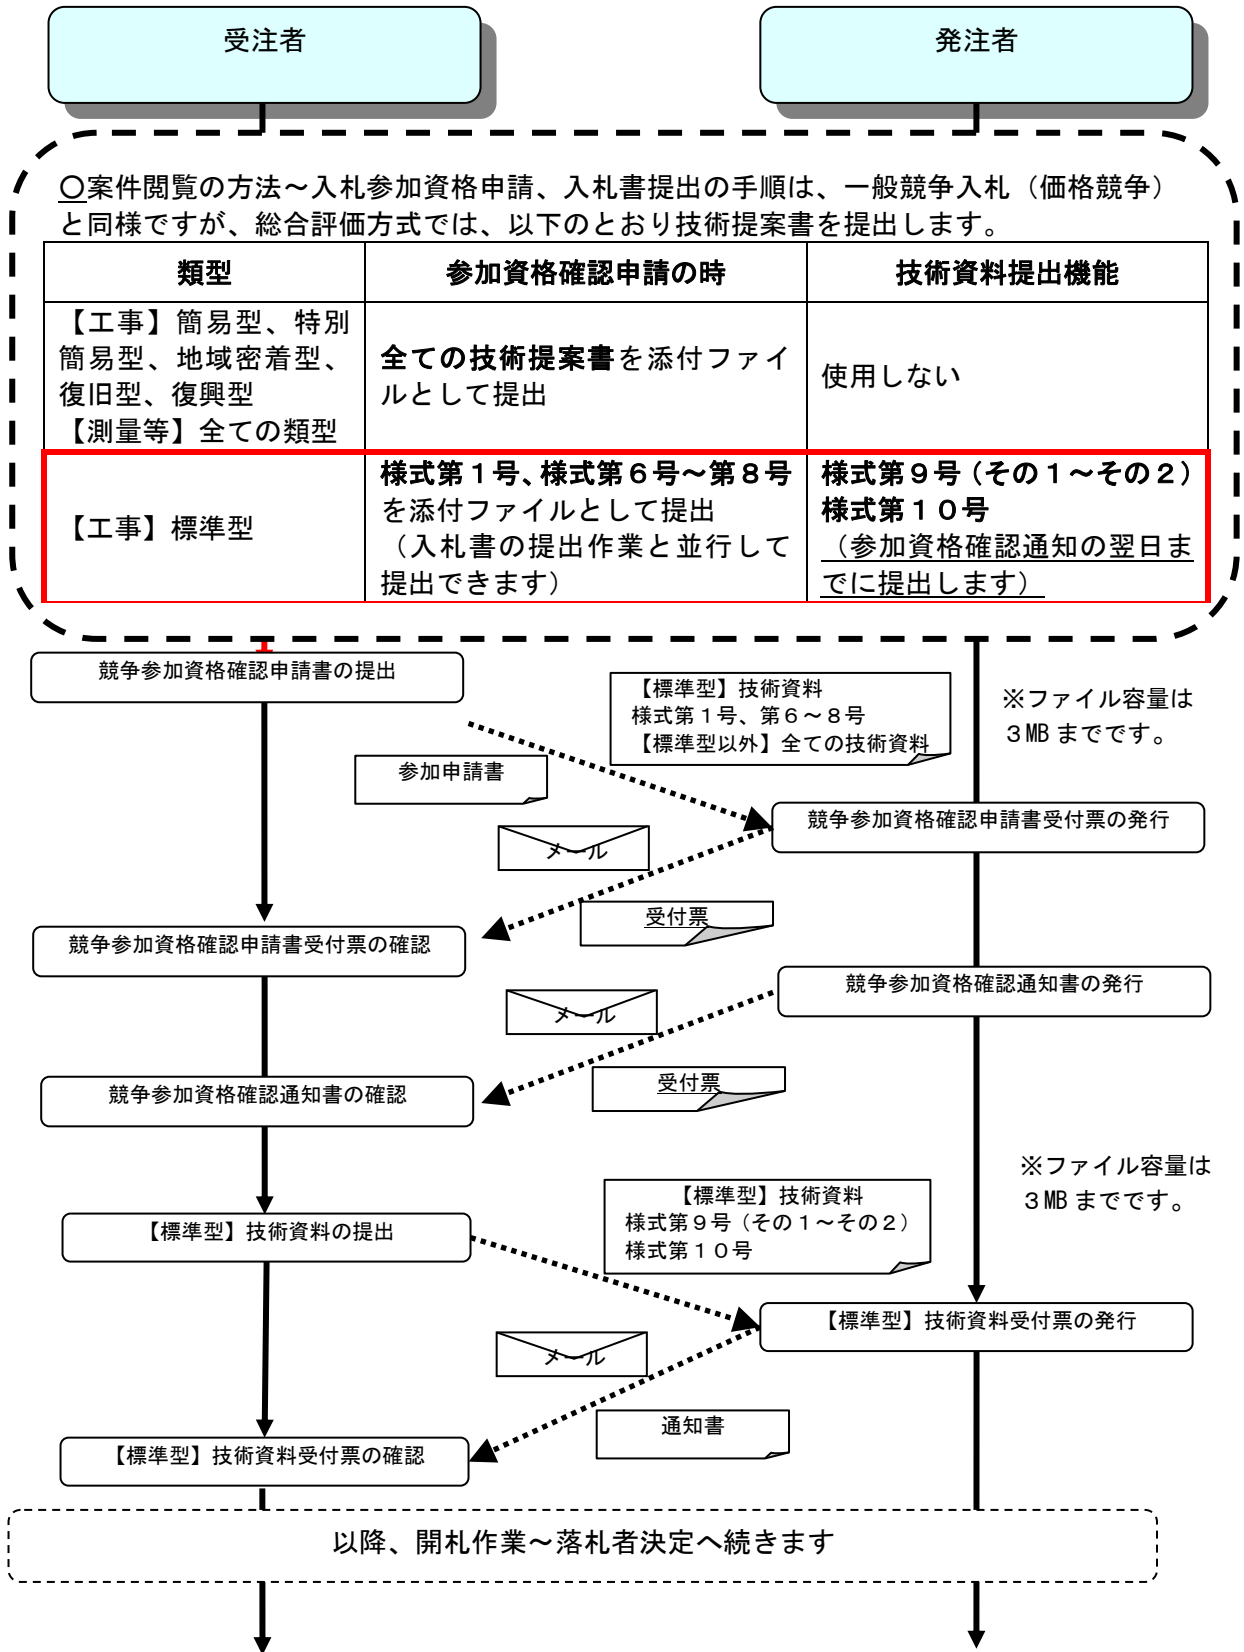 受注者
発注者
〇案件閲覧の方法～入札参加資格申請、入札書提出の手順は、一般競争入札（価格競争）
と同様ですが、総合評価方式では、以下のとおり技術提案書を提出します。
類型
参加資格確認申請の時
技術資料提出機能
【工事】簡易型、特別
簡易型、地域密着型、
復旧型、復興型
【測量等】全ての類型
全ての技術提案書を添付ファイ
ルとして提出
使用しない
【工事】標準型
様式第１号、様式第６号～第８号
を添付ファイルとして提出
（入札書の提出作業と並行して
提出できます）
様式第９号（その１～その２）
様式第１０号
（参加資格確認通知の翌日ま
でに提出します）
競争参加資格確認申請書の提出
【標準型】技術資料
様式第１号、第６～８号
【標準型以外】全ての技術資料
※ファイル容量は
３MB までです。
参加申請書
競争参加資格確認申請書受付票の発行
メール
受付票
競争参加資格確認申請書受付票の確認
競争参加資格確認通知書の発行
メール
受付票
競争参加資格確認通知書の確認
※ファイル容量は
３MB までです。
【標準型】技術資料
様式第９号（その１～その２）
様式第１０号
【標準型】技術資料の提出
【標準型】技術資料受付票の発行
メール
通知書
【標準型】技術資料受付票の確認
以降、開札作業～落札者決定へ続きます